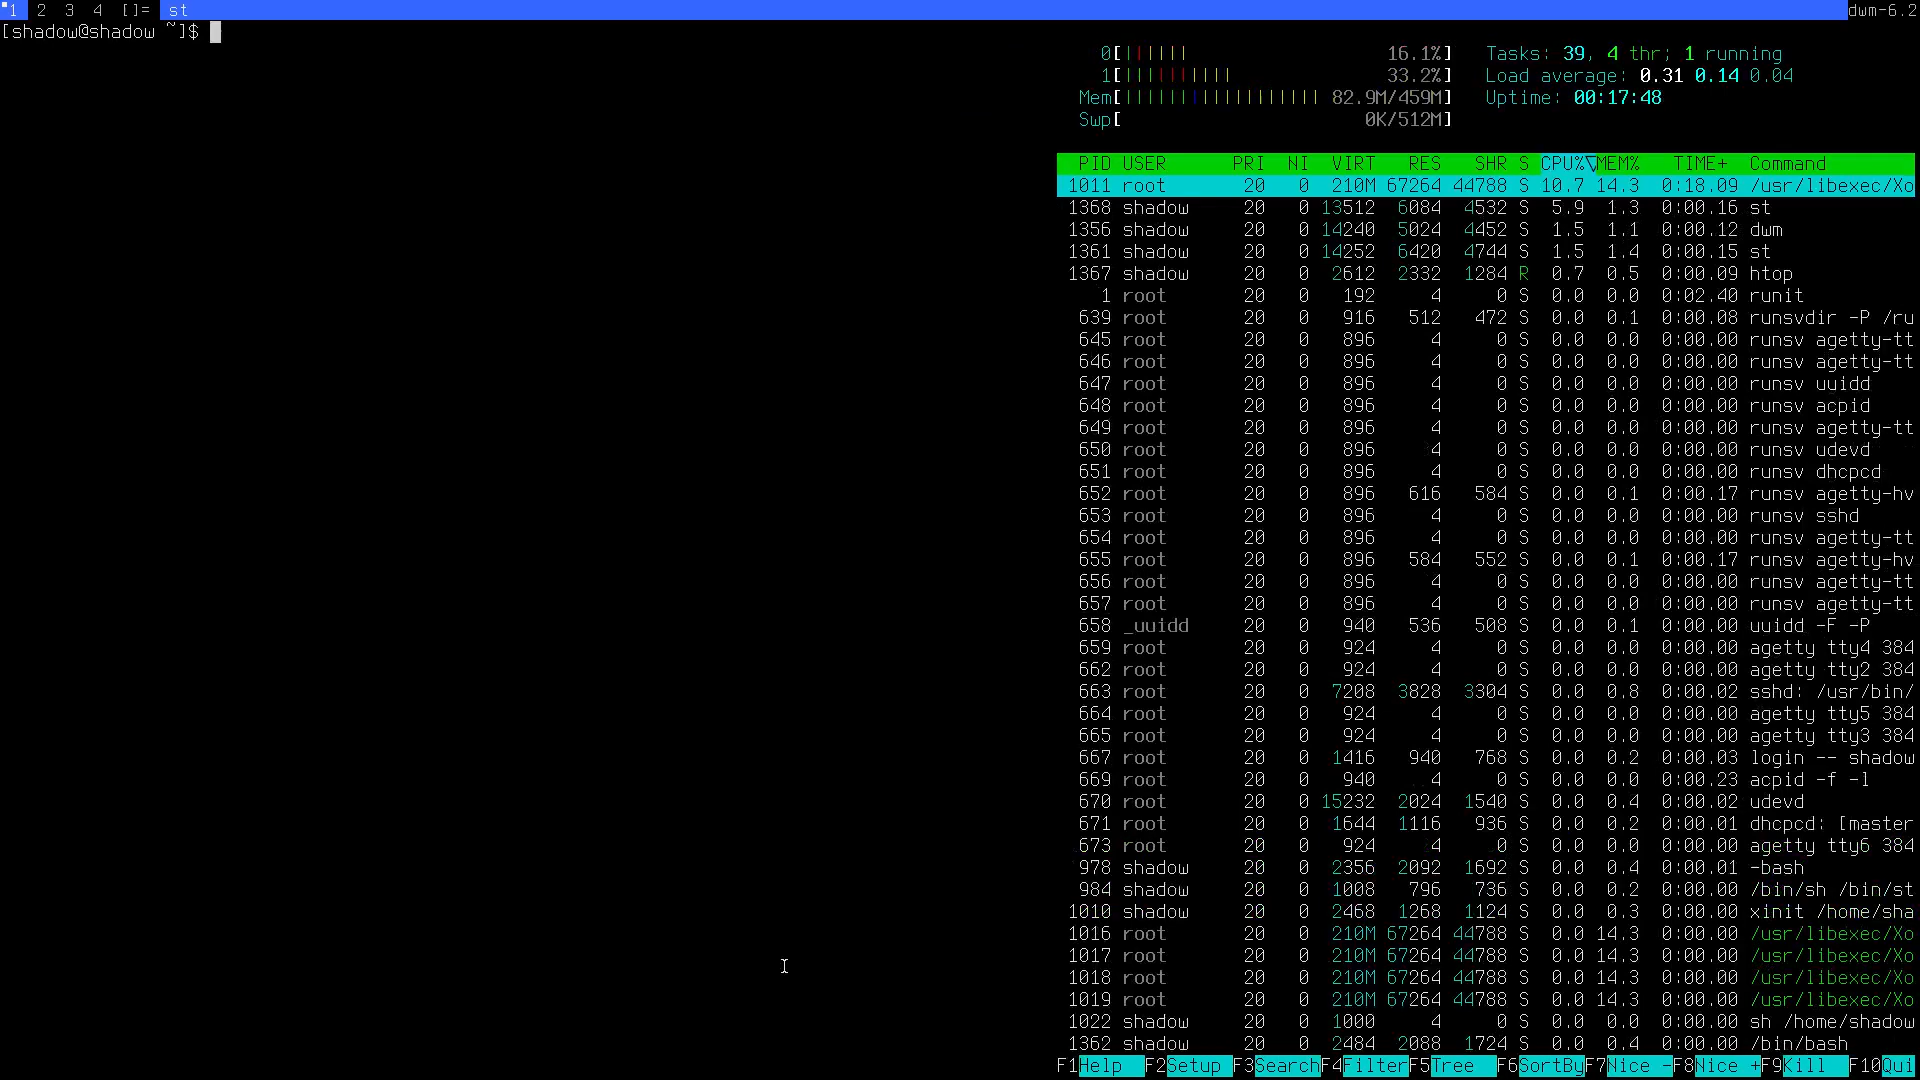 1 2 3 4 []= st dwm-6.2
[shadow@shadow ~]$
0[|||||| 16.1%] Tasks: 39, 4 thr; 1 running
1[|||||||||| 33.2%] Load average: 0.31 0.14 0.04
Mem[|||||||||||||||||| 82.9M/459M] Uptime: 00:17:48
Swp[ 0K/512M]
PID USER PRI NI VIRT RES SHR S CPU%▽MEM% TIME+ Command
1011 root 20 0 210M 67264 44788 S 10.7 14.3 0:18.09 /usr/libexec/Xo
1368 shadow 20 0 13512 6084 4532 S 5.9 1.3 0:00.16 st
1356 shadow 20 0 14240 5024 4452 S 1.5 1.1 0:00.12 dwm
1361 shadow 20 0 14252 6420 4744 S 1.5 1.4 0:00.15 st
1367 shadow 20 0 2612 2332 1284 R 0.7 0.5 0:00.09 htop
1 root 20 0 192 4 0 S 0.0 0.0 0:02.40 runit
639 root 20 0 916 512 472 S 0.0 0.1 0:00.08 runsvdir -P /ru
645 root 20 0 896 4 0 S 0.0 0.0 0:00.00 runsv agetty-tt
646 root 20 0 896 4 0 S 0.0 0.0 0:00.00 runsv agetty-tt
647 root 20 0 896 4 0 S 0.0 0.0 0:00.00 runsv uuidd
648 root 20 0 896 4 0 S 0.0 0.0 0:00.00 runsv acpid
649 root 20 0 896 4 0 S 0.0 0.0 0:00.00 runsv agetty-tt
650 root 20 0 896 4 0 S 0.0 0.0 0:00.00 runsv udevd
651 root 20 0 896 4 0 S 0.0 0.0 0:00.00 runsv dhcpcd
652 root 20 0 896 616 584 S 0.0 0.1 0:00.17 runsv agetty-hv
653 root 20 0 896 4 0 S 0.0 0.0 0:00.00 runsv sshd
654 root 20 0 896 4 0 S 0.0 0.0 0:00.00 runsv agetty-tt
655 root 20 0 896 584 552 S 0.0 0.1 0:00.17 runsv agetty-hv
656 root 20 0 896 4 0 S 0.0 0.0 0:00.00 runsv agetty-tt
657 root 20 0 896 4 0 S 0.0 0.0 0:00.00 runsv agetty-tt
658 _uuidd 20 0 940 536 508 S 0.0 0.1 0:00.00 uuidd -F -P
659 root 20 0 924 4 0 S 0.0 0.0 0:00.00 agetty tty4 384
662 root 20 0 924 4 0 S 0.0 0.0 0:00.00 agetty tty2 384
663 root 20 0 7208 3828 3304 S 0.0 0.8 0:00.02 sshd: /usr/bin/
664 root 20 0 924 4 0 S 0.0 0.0 0:00.00 agetty tty5 384
665 root 20 0 924 4 0 S 0.0 0.0 0:00.00 agetty tty3 384
667 root 20 0 1416 940 768 S 0.0 0.2 0:00.03 login -- shadow
669 root 20 0 940 4 0 S 0.0 0.0 0:00.23 acpid -f -l
670 root 20 0 15232 2024 1540 S 0.0 0.4 0:00.02 udevd
671 root 20 0 1644 1116 936 S 0.0 0.2 0:00.01 dhcpcd: [master
673 root 20 0 924 4 0 S 0.0 0.0 0:00.00 agetty tty6 384
978 shadow 20 0 2356 2092 1692 S 0.0 0.4 0:00.01 -bash
984 shadow 20 0 1008 796 736 S 0.0 0.2 0:00.00 /bin/sh /bin/st
1010 shadow 20 0 2468 1268 1124 S 0.0 0.3 0:00.00 xinit /home/sha
1016 root 20 0 210M 67264 44788 S 0.0 14.3 0:00.00 /usr/libexec/Xo
1017 root 20 0 210M 67264 44788 S 0.0 14.3 0:00.00 /usr/libexec/Xo
1018 root 20 0 210M 67264 44788 S 0.0 14.3 0:00.00 /usr/libexec/Xo
1019 root 20 0 210M 67264 44788 S 0.0 14.3 0:00.00 /usr/libexec/Xo
1022 shadow 20 0 1000 4 0 S 0.0 0.0 0:00.00 sh /home/shadow
1362 shadow 20 0 2484 2088 1724 S 0.0 0.4 0:00.00 /bin/bash
F1Help F2Setup F3SearchF4FilterF5Tree F6SortByF7Nice -F8Nice +F9Kill F10Qui